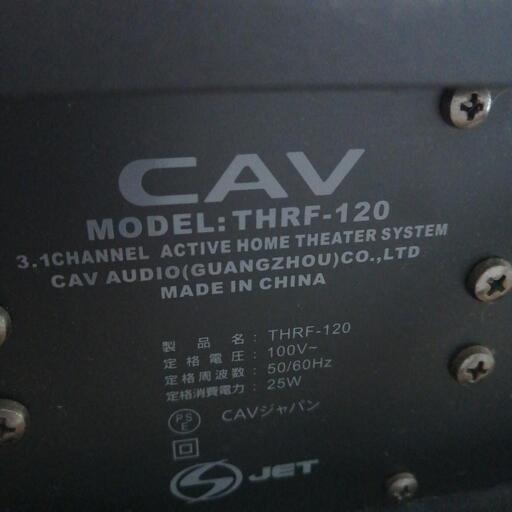 CAV
MODEL: THRF-120
3.1CHANNEL ACTIVE HOME THEATER SYSTEM
CAV AUDIO(GUANGZHOU)CO.,LTD
MADE IN CHINA
製品名: THRF-120
定格電圧: 100V~
定格周波数: 50/60Hz
定格消費電力: 25W
PSE CAVジャパン
S JET